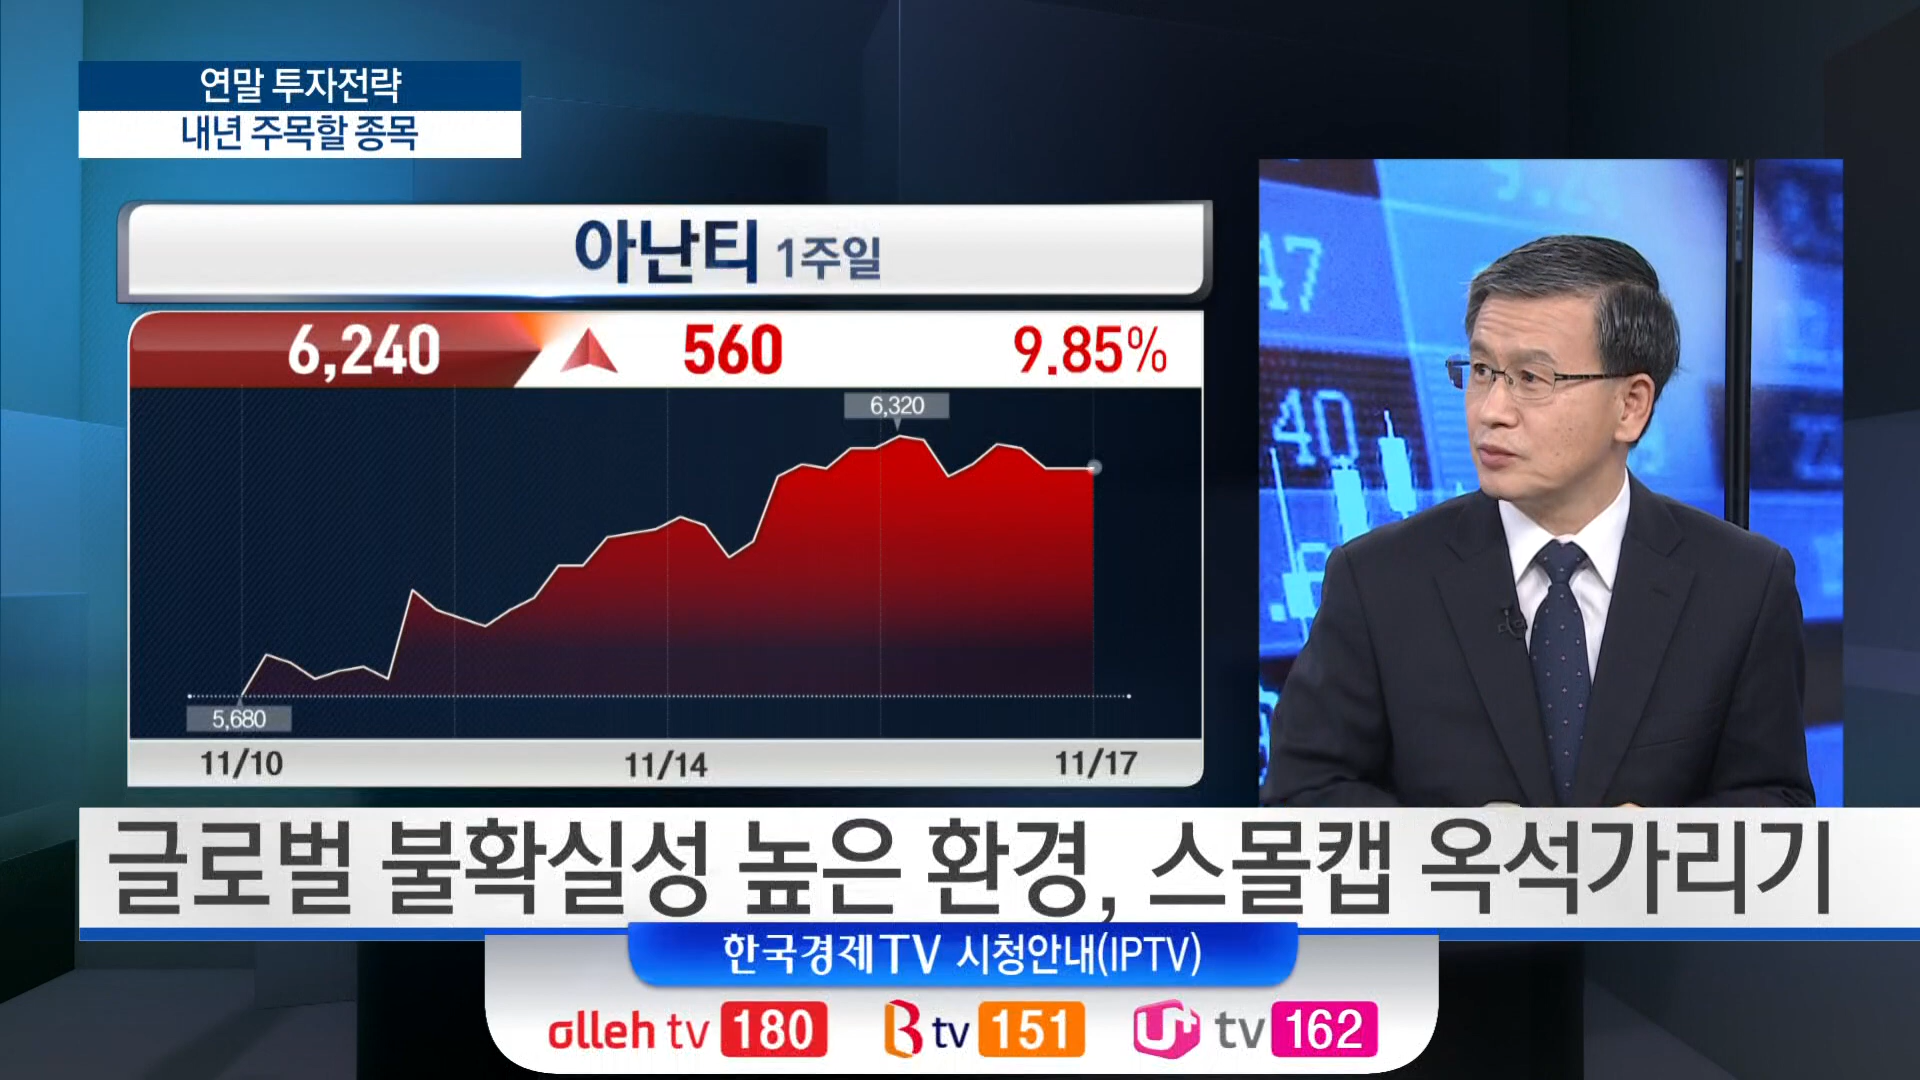 연말 투자전략
내년 주목할 종목
아난티 1주일
6,240 560 9.85%
6,320
5,680
11/10 11/14 11/17
47
40
글로벌 불확실성 높은 환경, 스몰캡 옥석가리기
한국경제TV 시청안내(IPTV)
olleh tv 180 B tv 151 U+ tv 162